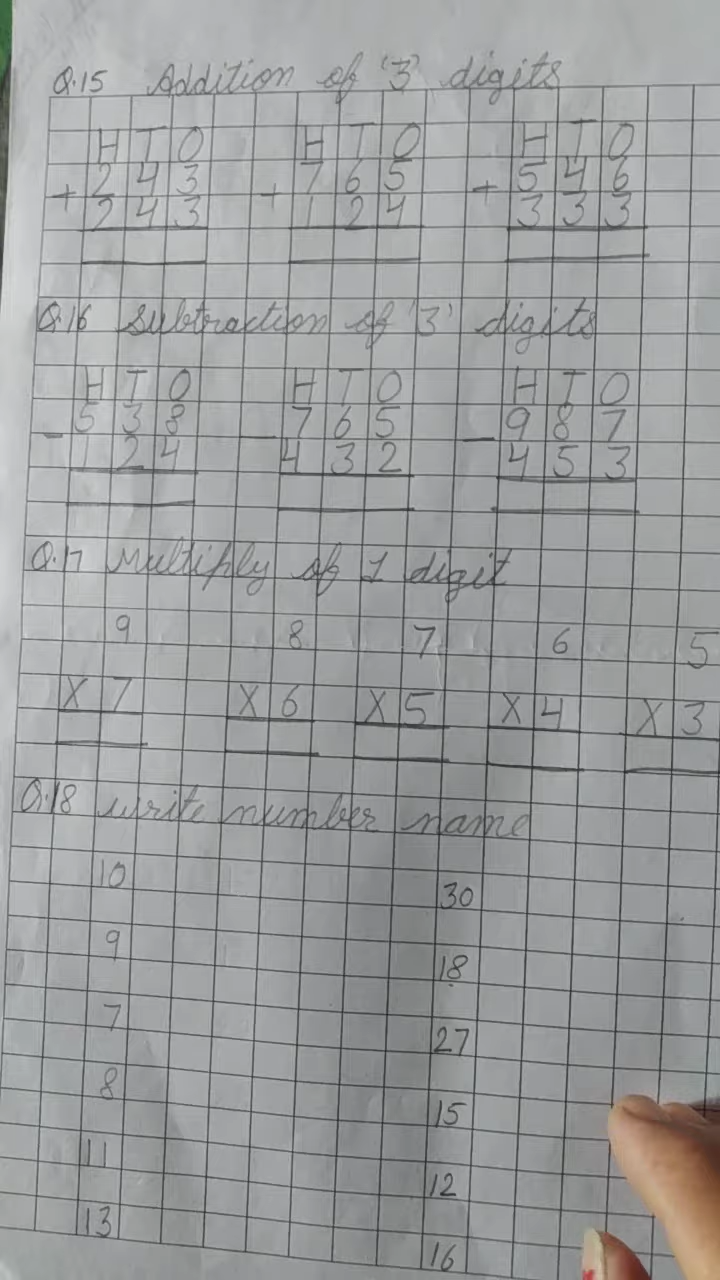 Q.15 Addition of '3' digits
H T O H T O H T O
2 4 3 7 6 5 5 4 6
+ 2 4 3 + 1 2 4 + 3 3 3
Q.16 Subtraction of '3' digits
H T O H T O H T O
5 3 8 7 6 5 9 8 7
- 1 2 4 - 4 3 2 - 4 5 3
Q.17 Multiply of 1 digit
9 8 7 6 5
X 7 X 6 X 5 X 4 X 3
Q.18 write number name
10 30
9 18
7 27
8 15
11 12
13 16